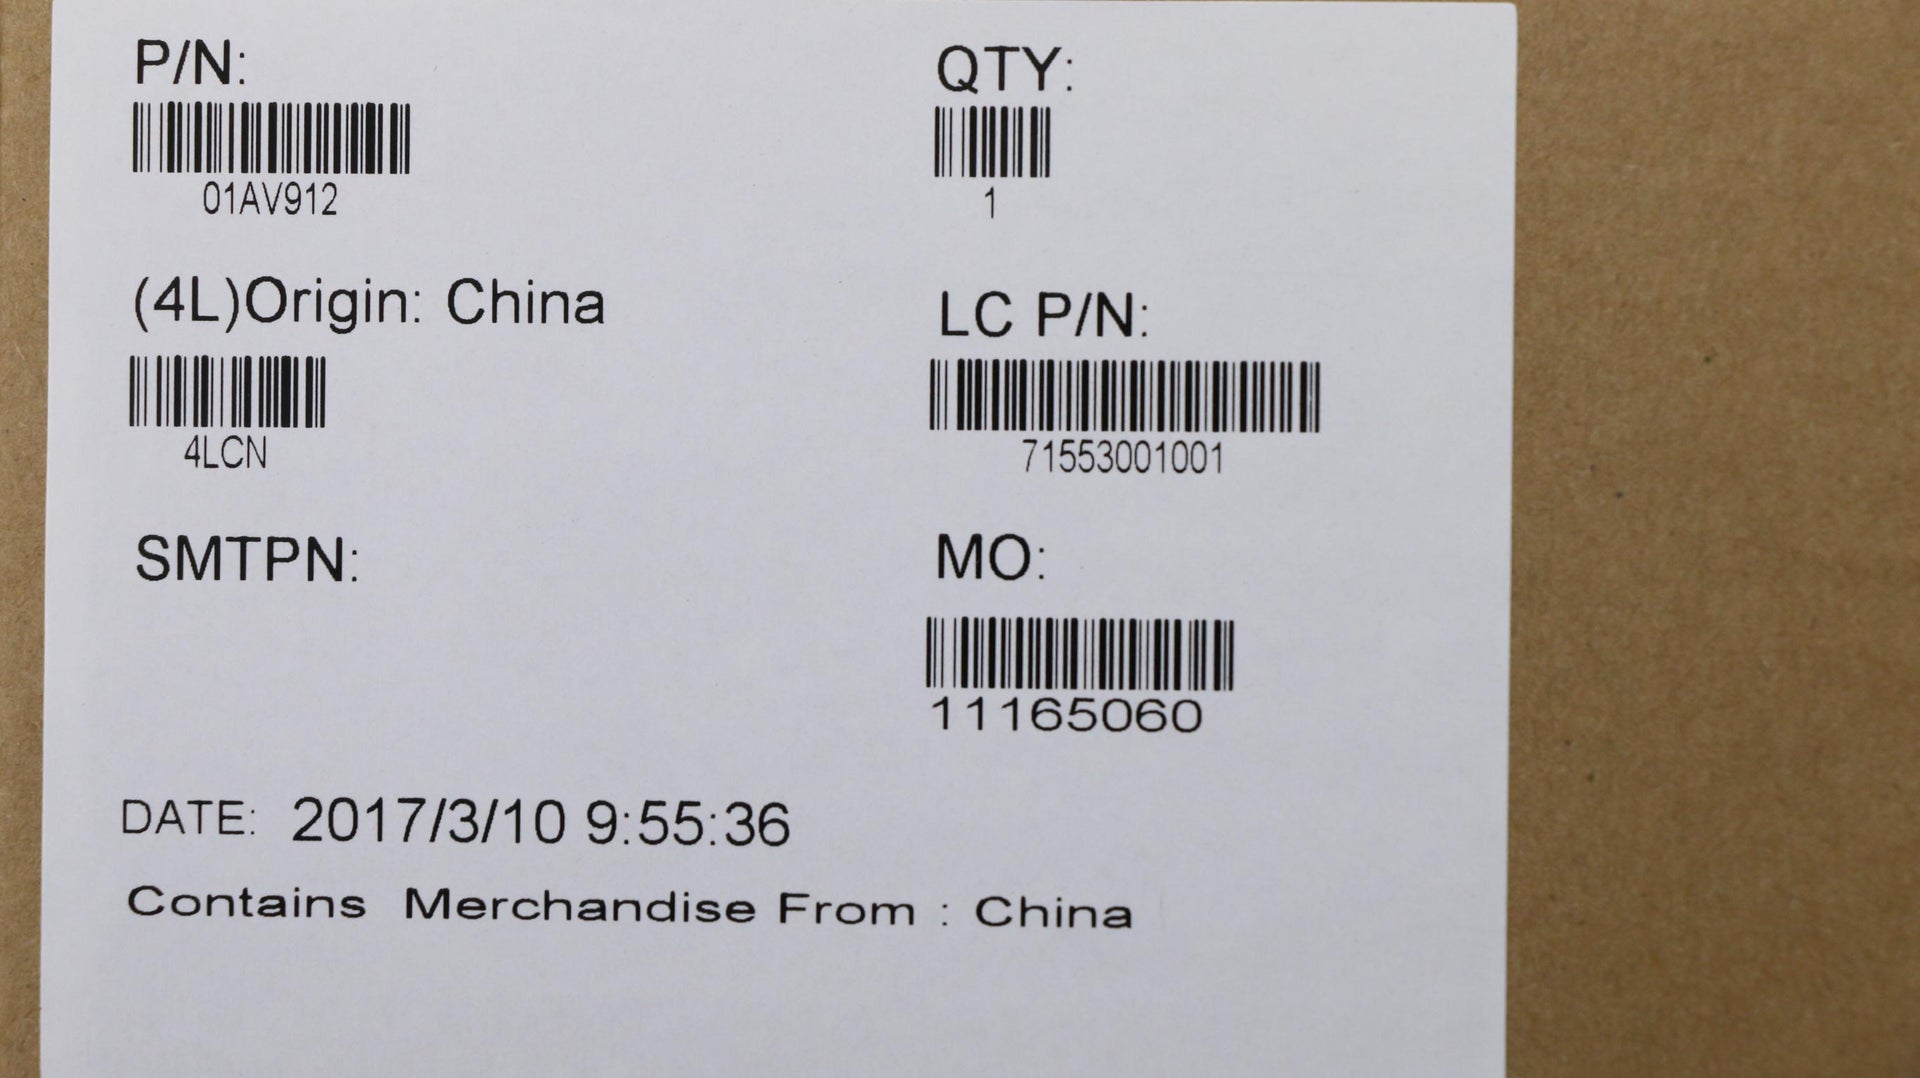 P/N:
01AV912
QTY:
1
(4L)Origin: China
4LCN
LC P/N:
71553001001
SMTPN:
MO:
11165060
DATE: 2017/3/10 9:55:36
Contains Merchandise From : China